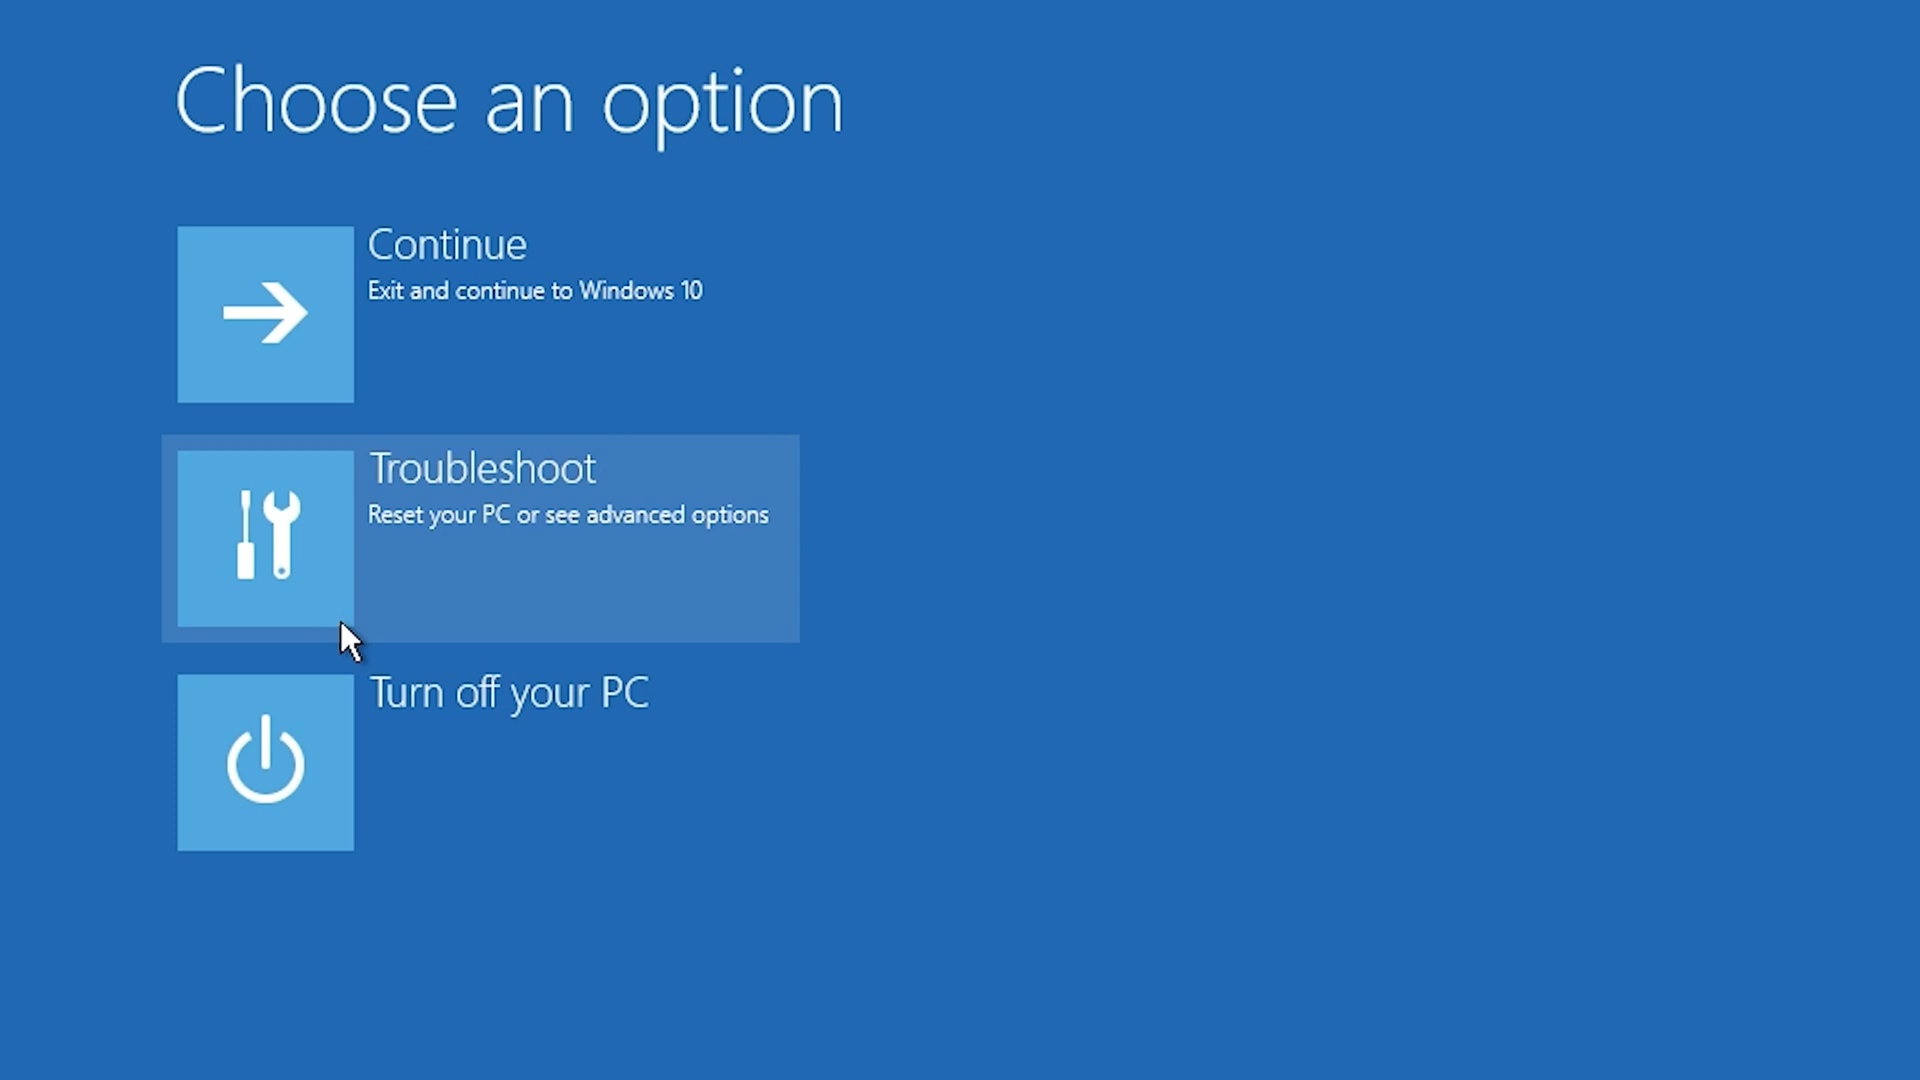 Choose an option
Continue
Exit and continue to Windows 10
Troubleshoot
Reset your PC or see advanced options
Turn off your PC